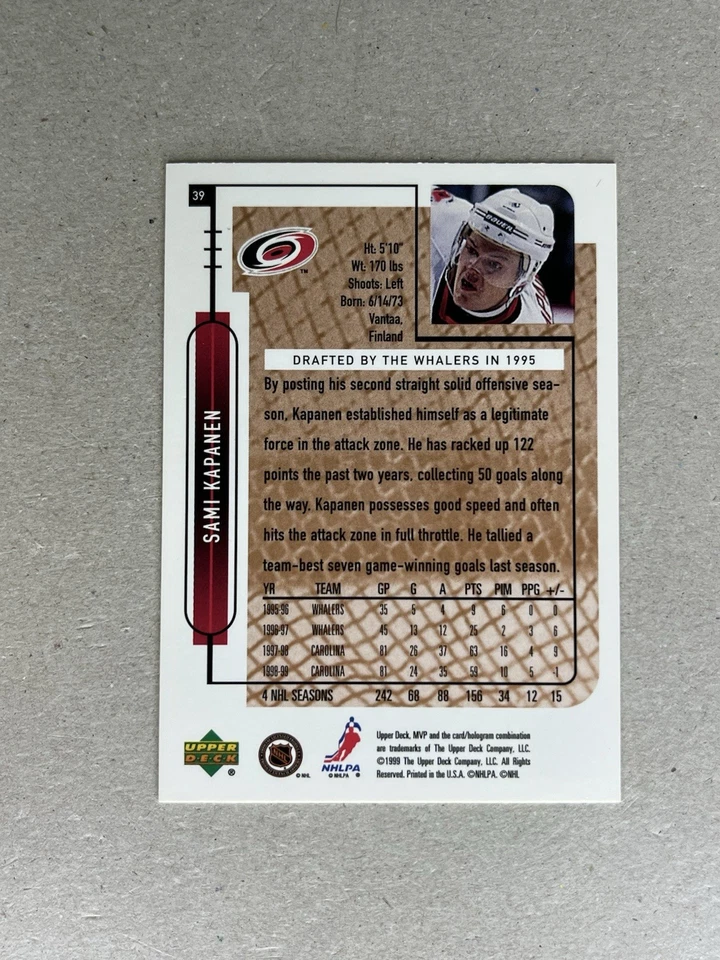 39
TM
Ht: 5'10"
Wt: 170 lbs
Shoots: Left
Born: 6/14/73
Vantaa,
Finland
BAUER
DRAFTED BY THE WHALERS IN 1995
By posting his second straight solid offensive sea-
son, Kapanen established himself as a legitimate
force in the attack zone. He has racked up 122
points the past two years, collecting 50 goals along
the way. Kapanen possesses good speed and often
hits the attack zone in full throttle. He tallied a
team-best seven game-winning goals last season.
SAMI KAPANEN
YR TEAM GP G A PTS PIM PPG +/-
1995-96 WHALERS 35 5 4 9 6 0 0
1996-97 WHALERS 45 13 12 25 2 3 6
1997-98 CAROLINA 81 26 37 63 16 4 9
1998-99 CAROLINA 81 24 35 59 10 5 -1
4 NHL SEASONS 242 68 88 156 34 12 15
UPPER
DECK
®
NHL
© NHL
NHLPA
© NHLPA ®
Upper Deck, MVP and the card/hologram combination
are trademarks of The Upper Deck Company, LLC.
©1999 The Upper Deck Company, LLC. All Rights
Reserved. Printed in the U.S.A. ©NHLPA. ©NHL